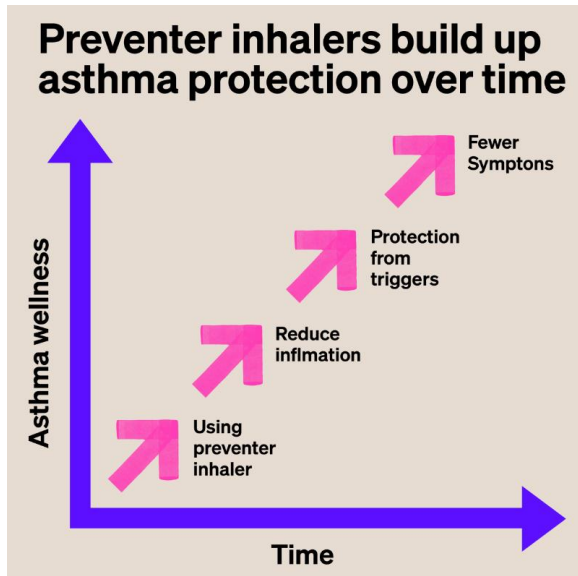 Preventer inhalers build up
asthma protection over time
Fewer
Symptons
Protection
from
triggers
Reduce
inflmation
Using
preventer
inhaler
Asthma wellness
Time